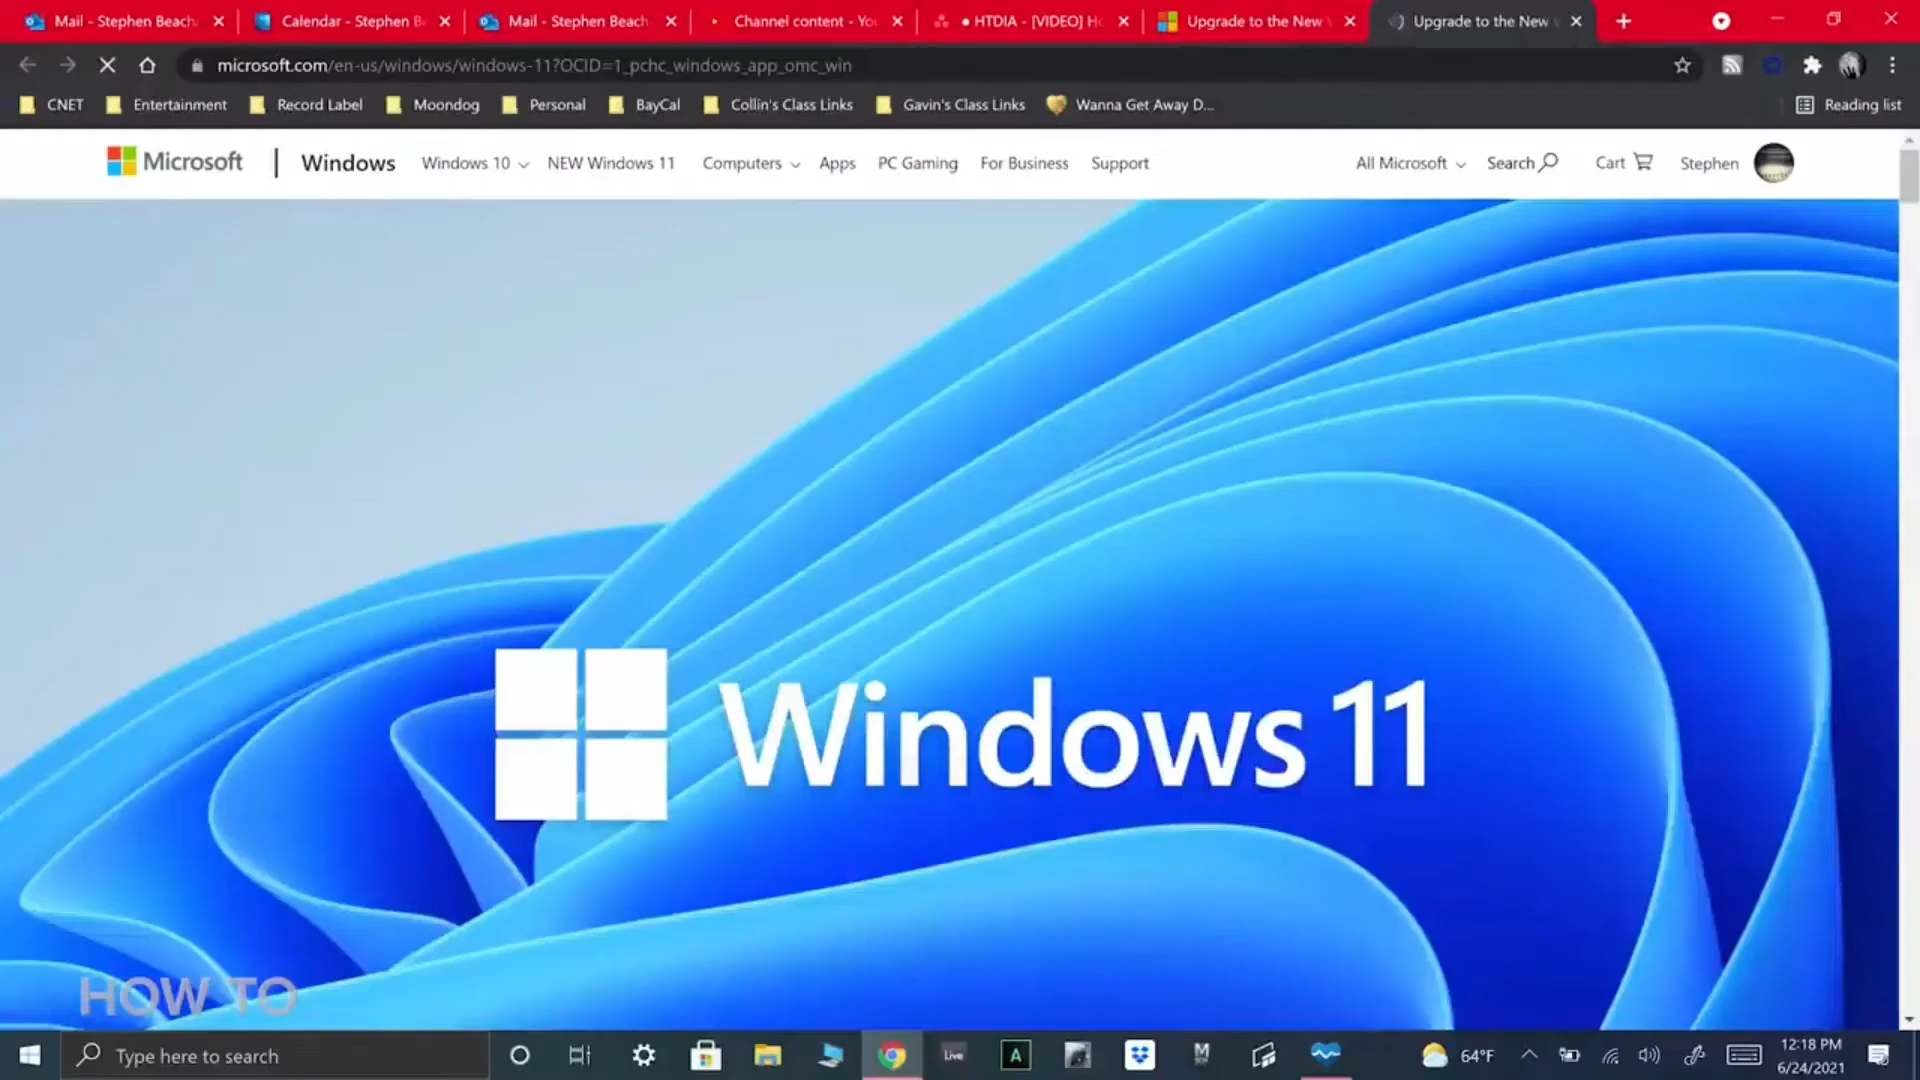 Mail - Stephen Beach
Calendar - Stephen B
Mail - Stephen Beach
Channel content - You
● HTDIA - [VIDEO] Ho
Upgrade to the New
Upgrade to the New
microsoft.com/en-us/windows/windows-11?OCID=1_pchc_windows_app_omc_win
CNET
Entertainment
Record Label
Moondog
Personal
BayCal
Collin's Class Links
Gavin's Class Links
Wanna Get Away D...
Reading list
Microsoft
Windows
Windows 10
NEW Windows 11
Computers
Apps
PC Gaming
For Business
Support
All Microsoft
Search
Cart
Stephen
Windows 11
HOW TO
Type here to search
Live
A
M
64°F
12:18 PM
6/24/2021